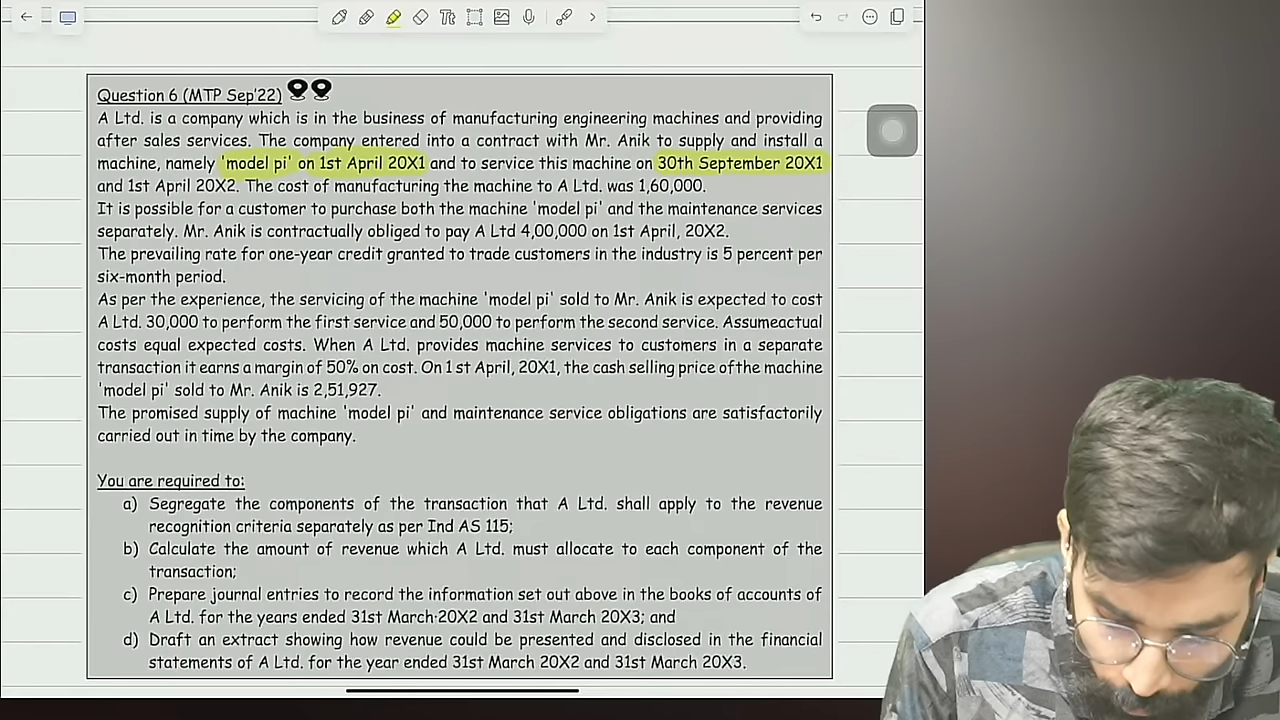 Question 6 (MTP Sep'22)
A Ltd. is a company which is in the business of manufacturing engineering machines and providing
after sales services. The company entered into a contract with Mr. Anik to supply and install a
machine, namely 'model pi' on 1st April 20X1 and to service this machine on 30th September 20X1
and 1st April 20X2. The cost of manufacturing the machine to A Ltd. was 1,60,000.
It is possible for a customer to purchase both the machine 'model pi' and the maintenance services
separately. Mr. Anik is contractually obliged to pay A Ltd 4,00,000 on 1st April, 20X2.
The prevailing rate for one-year credit granted to trade customers in the industry is 5 percent per
six-month period.
As per the experience, the servicing of the machine 'model pi' sold to Mr. Anik is expected to cost
A Ltd. 30,000 to perform the first service and 50,000 to perform the second service. Assumeactual
costs equal expected costs. When A Ltd. provides machine services to customers in a separate
transaction it earns a margin of 50% on cost. On 1 st April, 20X1, the cash selling price ofthe machine
'model pi' sold to Mr. Anik is 2,51,927.
The promised supply of machine 'model pi' and maintenance service obligations are satisfactorily
carried out in time by the company.
You are required to:
a) Segregate the components of the transaction that A Ltd. shall apply to the revenue
recognition criteria separately as per Ind AS 115;
b) Calculate the amount of revenue which A Ltd. must allocate to each component of the
transaction;
c) Prepare journal entries to record the information set out above in the books of accounts of
A Ltd. for the years ended 31st March·20X2 and 31st March 20X3; and
d) Draft an extract showing how revenue could be presented and disclosed in the financial
statements of A Ltd. for the year ended 31st March 20X2 and 31st March 20X3.